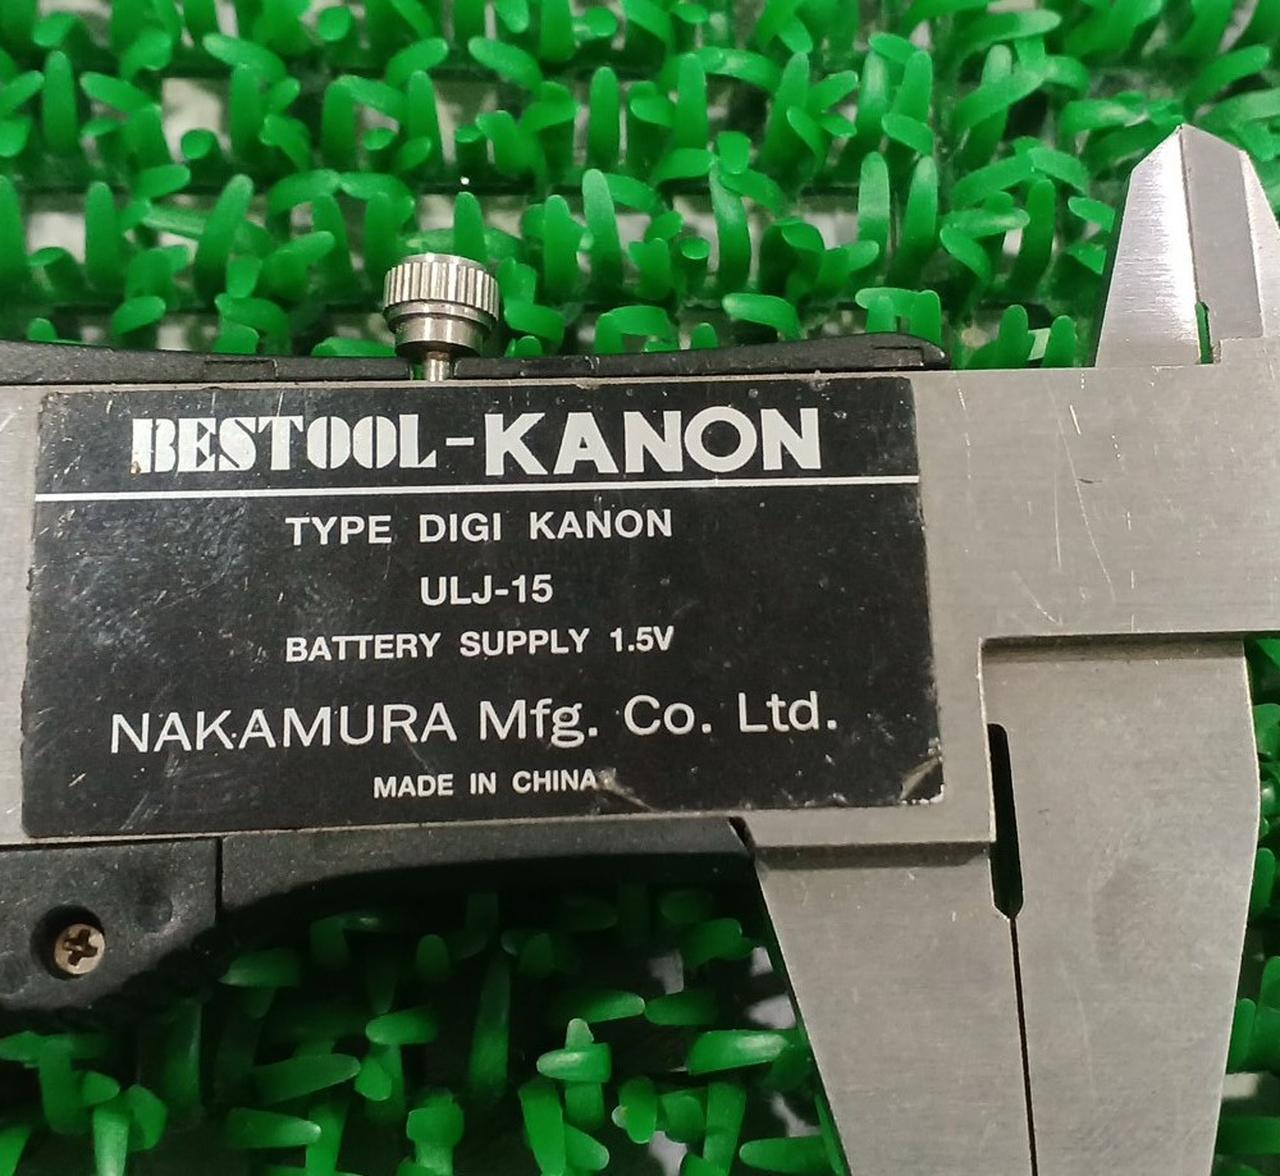 BESTOOL-KANON
TYPE DIGI KANON
ULJ-15
BATTERY SUPPLY 1.5V
NAKAMURA Mfg. Co. Ltd.
MADE IN CHINA